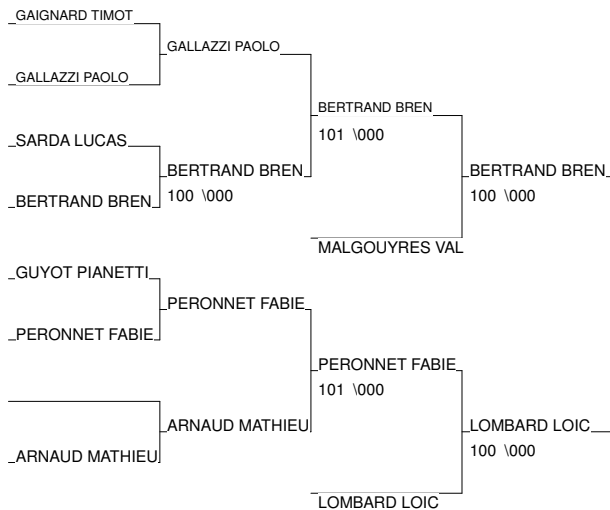 GAIGNARD TIMOT
GALLAZZI PAOLO
GALLAZZI PAOLO
BERTRAND BREN
101 \000
SARDA LUCAS
BERTRAND BREN
100 \000
BERTRAND BREN
100 \000
BERTRAND BREN
MALGOUYRES VAL
GUYOT PIANETTI
PERONNET FABIE
PERONNET FABIE
PERONNET FABIE
101 \000
ARNAUD MATHIEU
LOMBARD LOIC
100 \000
ARNAUD MATHIEU
LOMBARD LOIC